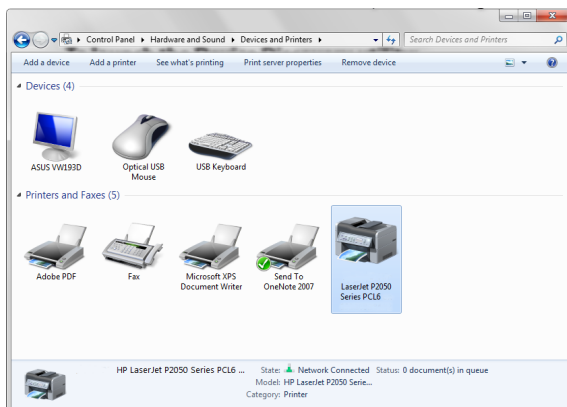 Control Panel ▸ Hardware and Sound ▸ Devices and Printers ▸
Search Devices and Printers
Add a device Add a printer See what's printing Print server properties Remove device
Devices (4)
ASUS VW193D
Optical USB
Mouse
USB Keyboard
Printers and Faxes (5)
Adobe PDF
Fax
Microsoft XPS
Document Writer
Send To
OneNote 2007
LaserJet P2050
Series PCL6
HP LaserJet P2050 Series PCL6 ... State: Network Connected Status: 0 document(s) in queue
Model: HP LaserJet P2050 Serie...
Category: Printer